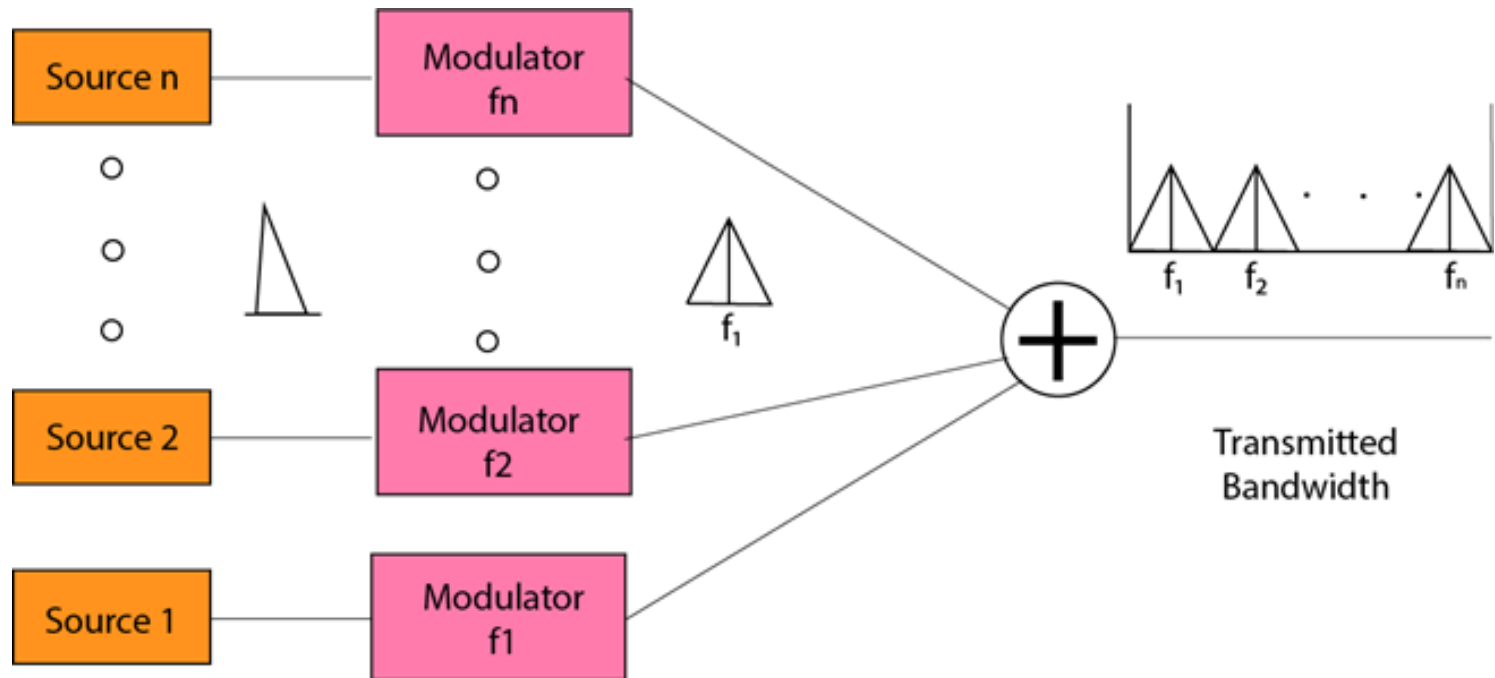 Source n
Modulator
fn
f₁
f₂
fₙ
f₁
Source 2
Modulator
f2
Transmitted
Bandwidth
Source 1
Modulator
f1